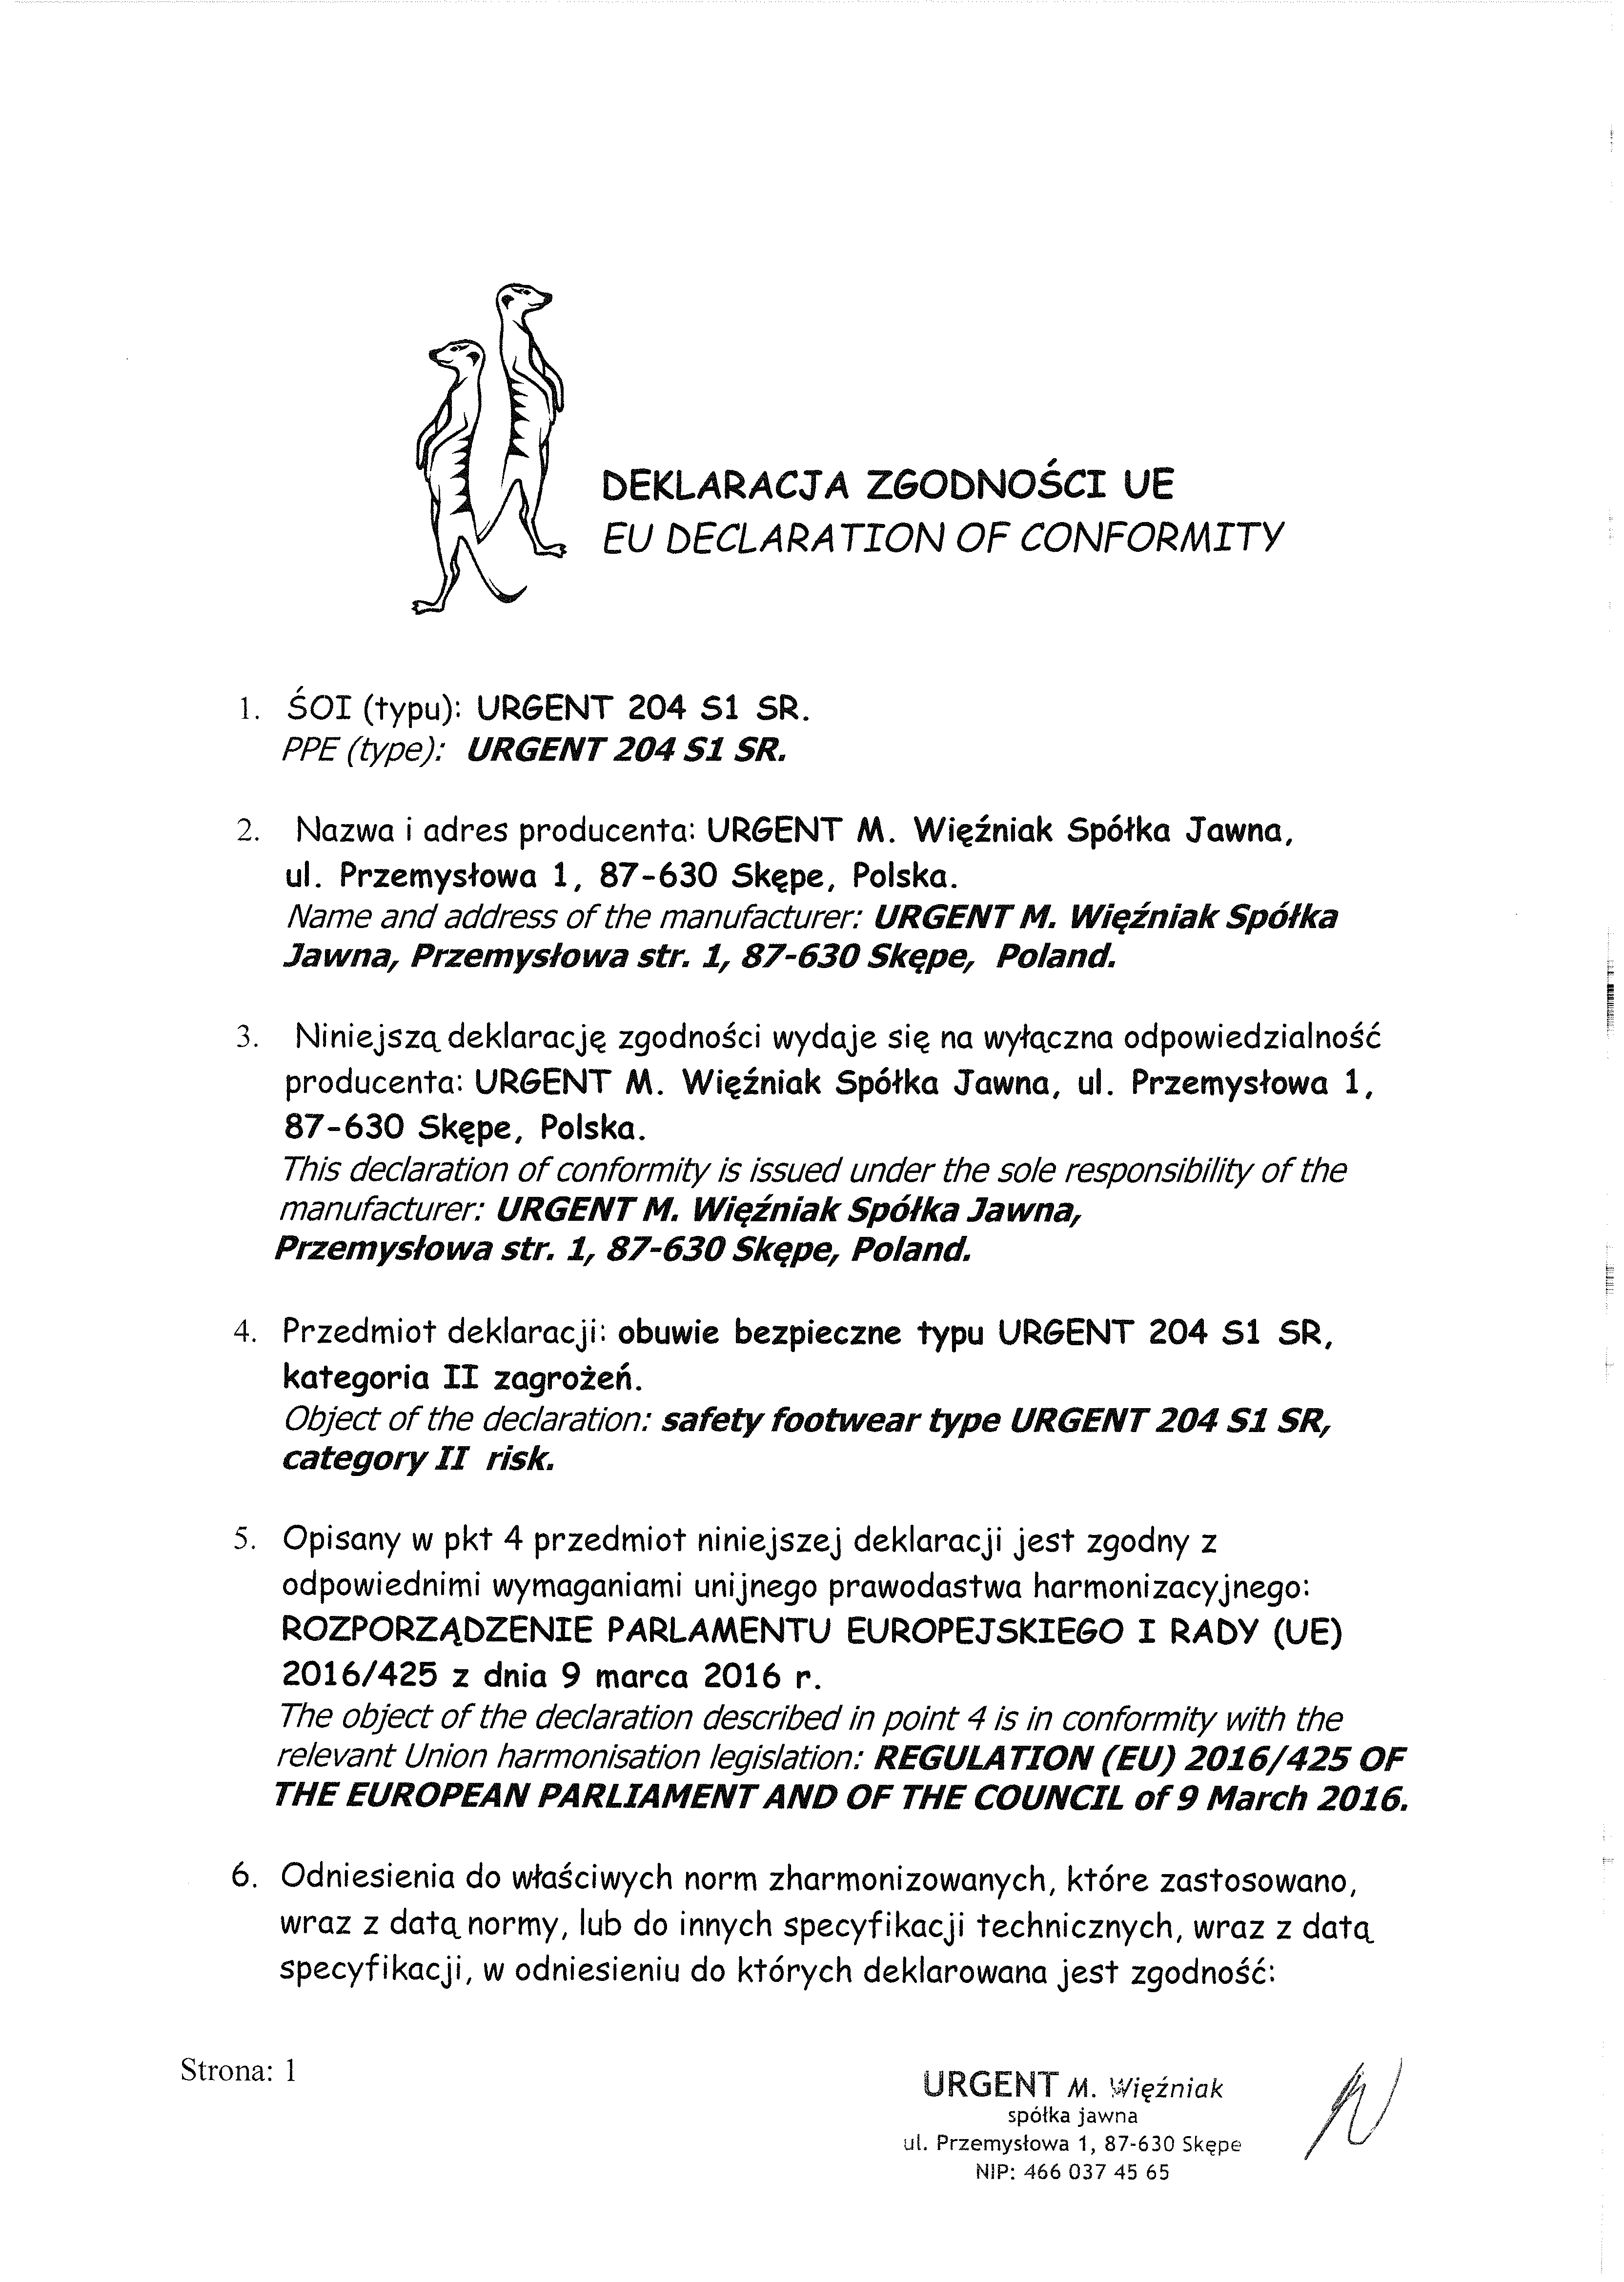 DEKLARACJA ZGODNOŚCI UE
EU DECLARATION OF CONFORMITY
1. ŚOI (typu): URGENT 204 S1 SR.
PPE (type): URGENT 204 S1 SR.
2. Nazwa i adres producenta: URGENT M. Więźniak Spółka Jawna,
ul. Przemysłowa 1, 87-630 Skępe, Polska.
Name and address of the manufacturer: URGENT M. Więźniak Spółka
Jawna, Przemysłowa str. 1, 87-630 Skępe, Poland.
3. Niniejszą deklarację zgodności wydaje się na wyłączna odpowiedzialność
producenta: URGENT M. Więźniak Spółka Jawna, ul. Przemysłowa 1,
87-630 Skępe, Polska.
This declaration of conformity is issued under the sole responsibility of the
manufacturer: URGENT M. Więźniak Spółka Jawna,
Przemysłowa str. 1, 87-630 Skępe, Poland.
4. Przedmiot deklaracji: obuwie bezpieczne typu URGENT 204 S1 SR,
kategoria II zagrożeń.
Object of the declaration: safety footwear type URGENT 204 S1 SR,
category II risk.
5. Opisany w pkt 4 przedmiot niniejszej deklaracji jest zgodny z
odpowiednimi wymaganiami unijnego prawodastwa harmonizacyjnego:
ROZPORZĄDZENIE PARLAMENTU EUROPEJSKIEGO I RADY (UE)
2016/425 z dnia 9 marca 2016 r.
The object of the declaration described in point 4 is in conformity with the
relevant Union harmonisation legislation: REGULATION (EU) 2016/425 OF
THE EUROPEAN PARLIAMENT AND OF THE COUNCIL of 9 March 2016.
6. Odniesienia do właściwych norm zharmonizowanych, które zastosowano,
wraz z datą normy, lub do innych specyfikacji technicznych, wraz z datą
specyfikacji, w odniesieniu do których deklarowana jest zgodność:
Strona: 1
URGENT M. Więźniak
spółka jawna
ul. Przemysłowa 1, 87-630 Skępe
NIP: 466 037 45 65